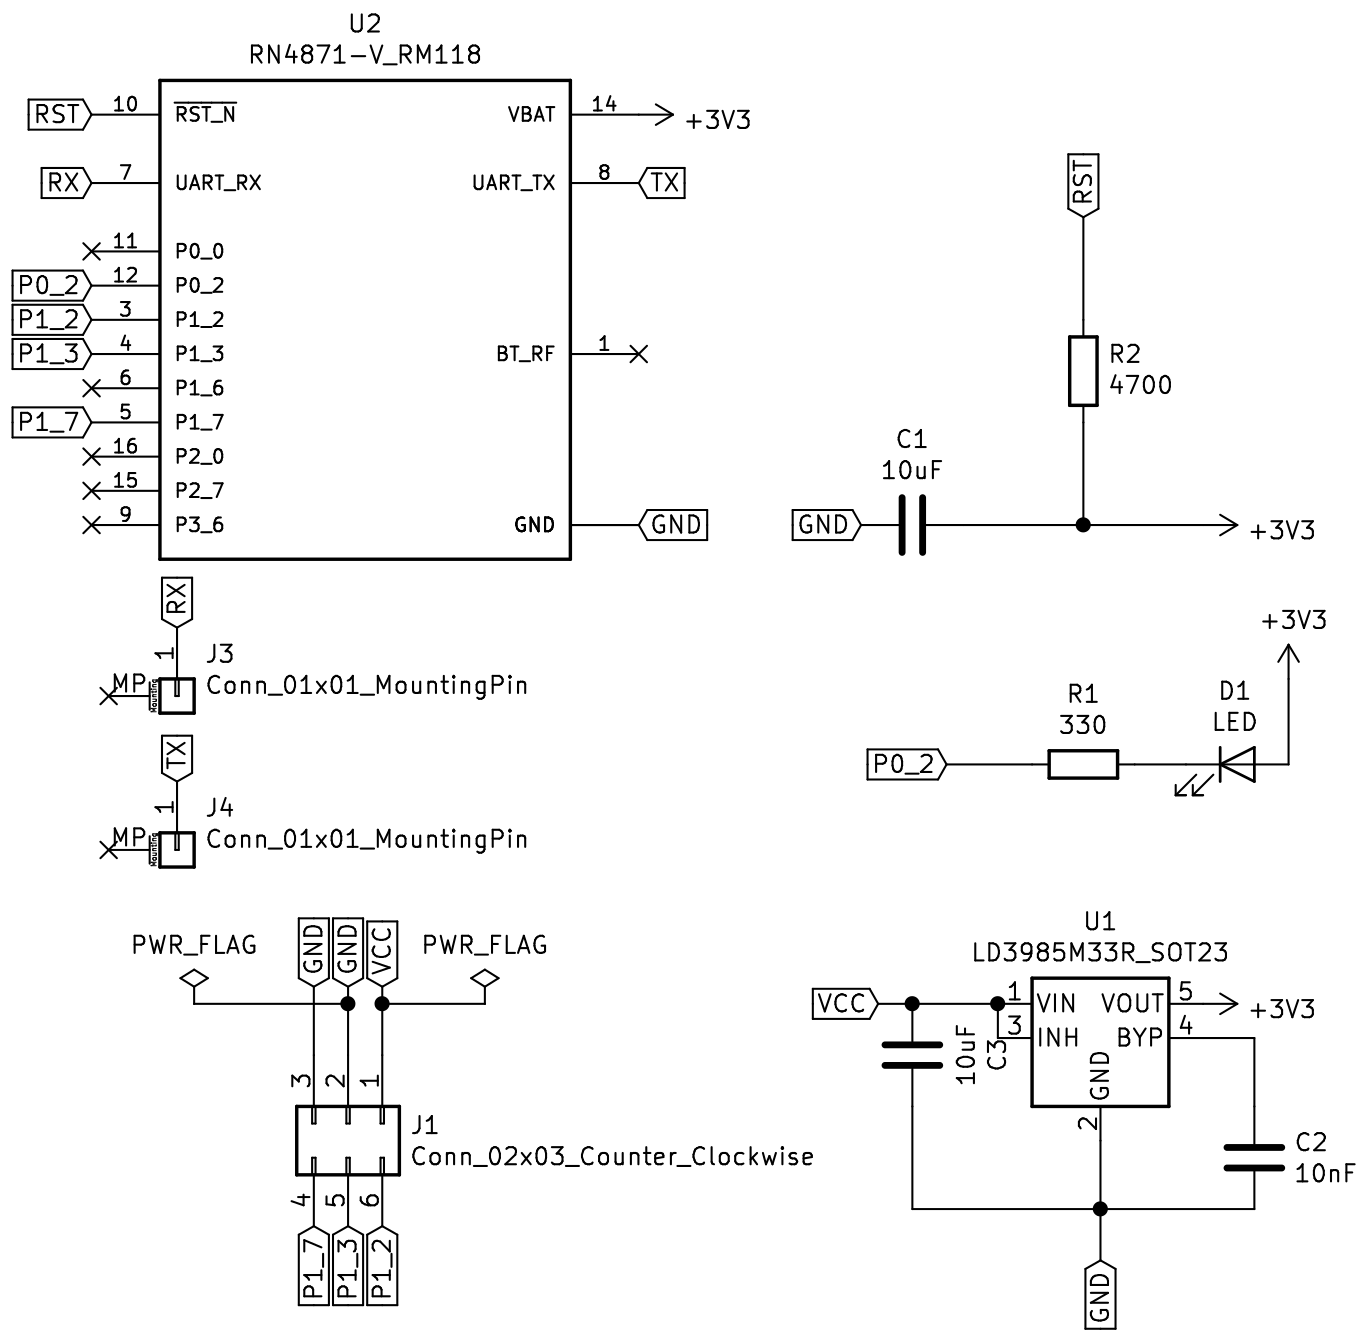 U2
RN4871-V_RM118
RST 10 RST_N VBAT 14 +3V3
RX 7 UART_RX UART_TX 8 TX
11 P0_0
P0_2 12 P0_2
P1_2 3 P1_2
P1_3 4 P1_3 BT_RF 1
6 P1_6
P1_7 5 P1_7
16 P2_0
15 P2_7
9 P3_6 GND GND
RST
R2
4700
C1
10uF
GND +3V3
RX
1
J3
MP Mounting Conn_01x01_MountingPin
TX
1
J4
MP Mounting Conn_01x01_MountingPin
+3V3
R1 D1
330 LED
P0_2
PWR_FLAG GND GND VCC PWR_FLAG
3 2 1
J1
Conn_02x03_Counter_Clockwise
4 5 6
P1_7 P1_3 P1_2
U1
LD3985M33R_SOT23
VCC 1 VIN VOUT 5 +3V3
3 INH BYP 4
10uF
C3
GND
2
C2
10nF
GND